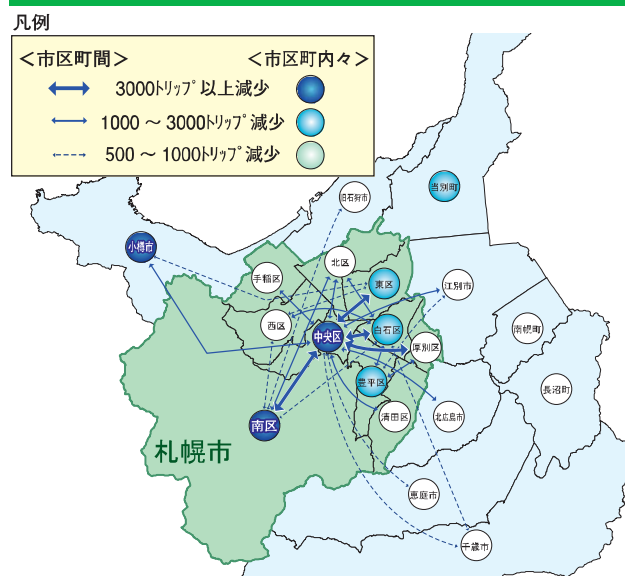 凡例
＜市区町間＞ ＜市区町内々＞
3000ﾄﾘｯﾌﾟ以上減少
1000～3000ﾄﾘｯﾌﾟ減少
500～1000ﾄﾘｯﾌﾟ減少
当別町
旧石狩市
小樽市
北区
手稲区
東区
江別市
西区
中央区
白石区
南幌町
厚別区
豊平区
長沼町
清田区
北広島市
南区
札幌市
恵庭市
千歳市